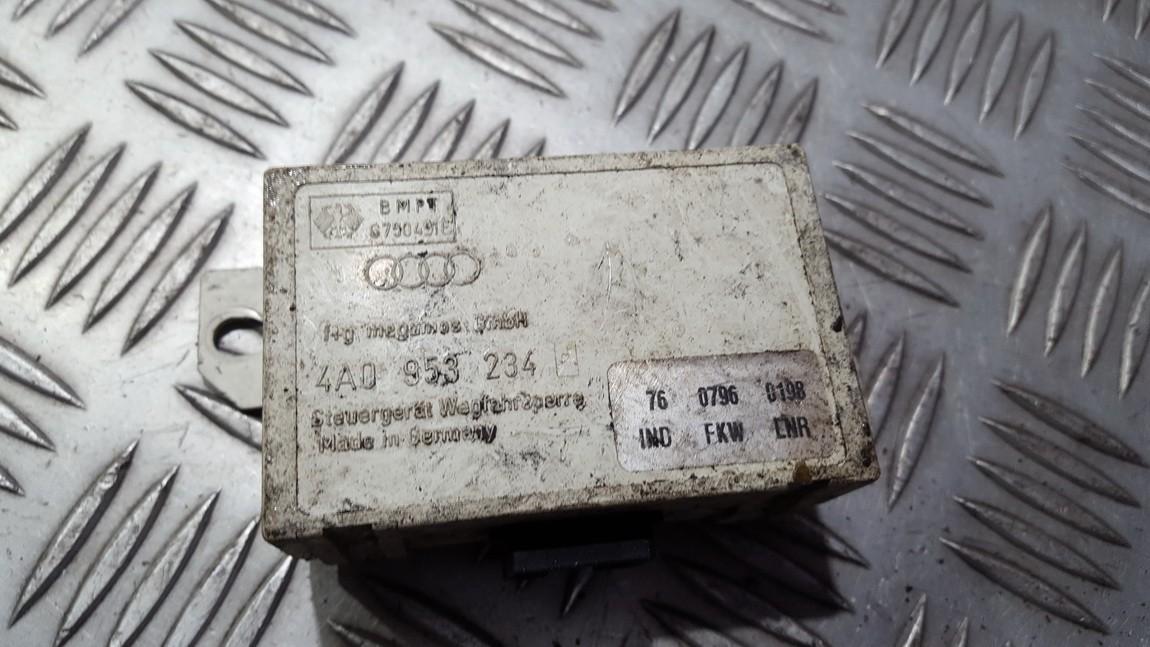 BMPT
G750491E
f+g megamos GmbH
4A0 953 234
Steuergerät Wegfahrsperre
Made in Germany
76 0796 0198
IND FKW LNR